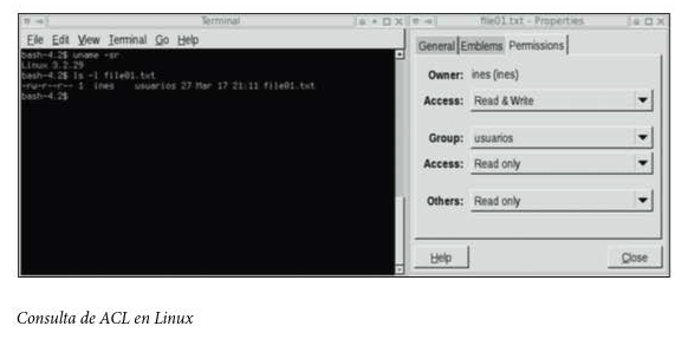 Terminal
File Edit View Terminal Go Help
bash-4.2$ uname -sr
Linux 3.2.29
bash-4.2$ ls -l file01.txt
-rw-r--r-- 1 ines usuarios 27 Mar 17 21:11 file01.txt
bash-4.2$
file01.txt - Properties
General Emblems Permissions
Owner: ines (ines)
Access: Read & Write
Group: usuarios
Access: Read only
Others: Read only
Help Close
Consulta de ACL en Linux